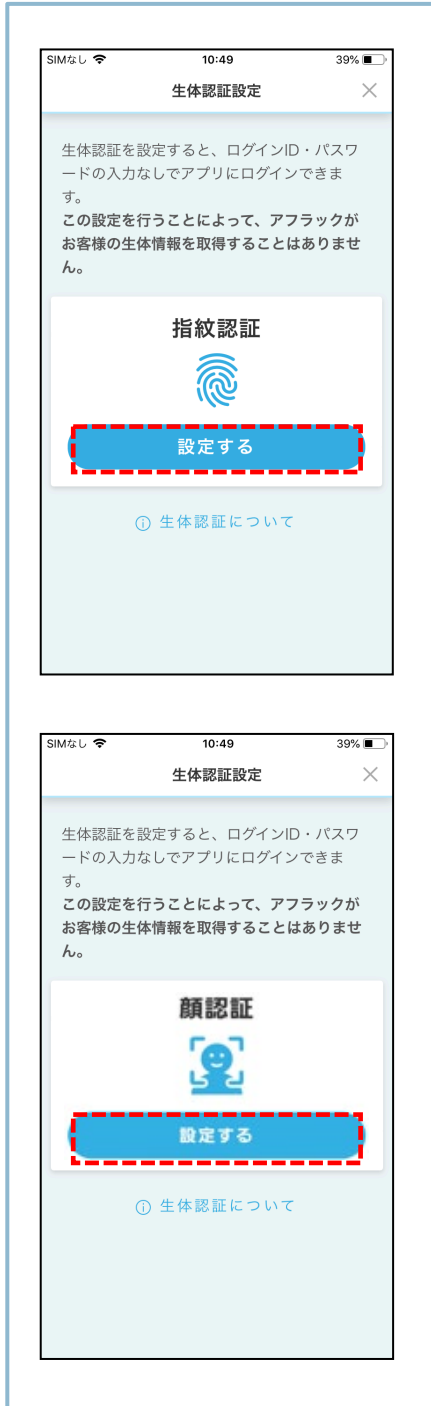 SIMなし 10:49 39%
生体認証設定
生体認証を設定すると、ログインID・パスワ
ードの入力なしでアプリにログインできま
す。
この設定を行うことによって、アフラックが
お客様の生体情報を取得することはありませ
ん。
指紋認証
設定する
生体認証について
SIMなし 10:49 39%
生体認証設定
生体認証を設定すると、ログインID・パスワ
ードの入力なしでアプリにログインできま
す。
この設定を行うことによって、アフラックが
お客様の生体情報を取得することはありませ
ん。
顔認証
設定する
生体認証について